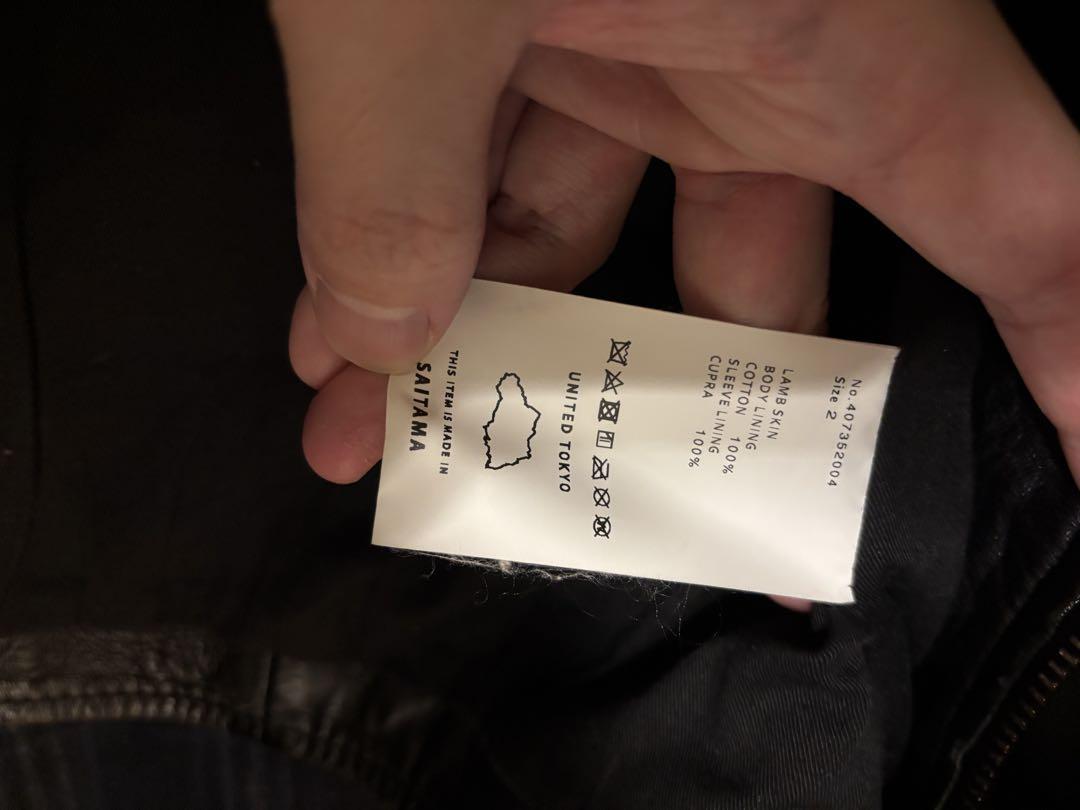 No.407352004
Size 2
LAMB SKIN
BODY LINING
COTTON 100%
SLEEVE LINING
CUPRA 100%
UNITED TOKYO
THIS ITEM IS MADE IN
SAITAMA